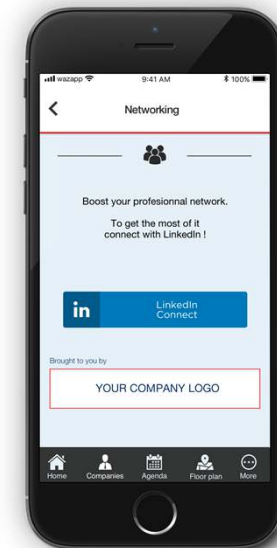 wazapp 9:41 AM 100%
Networking
Boost your profesionnal network.
To get the most of it
connect with LinkedIn !
in LinkedIn
Connect
Brought to you by
YOUR COMPANY LOGO
Home Companies Agenda Floor plan More